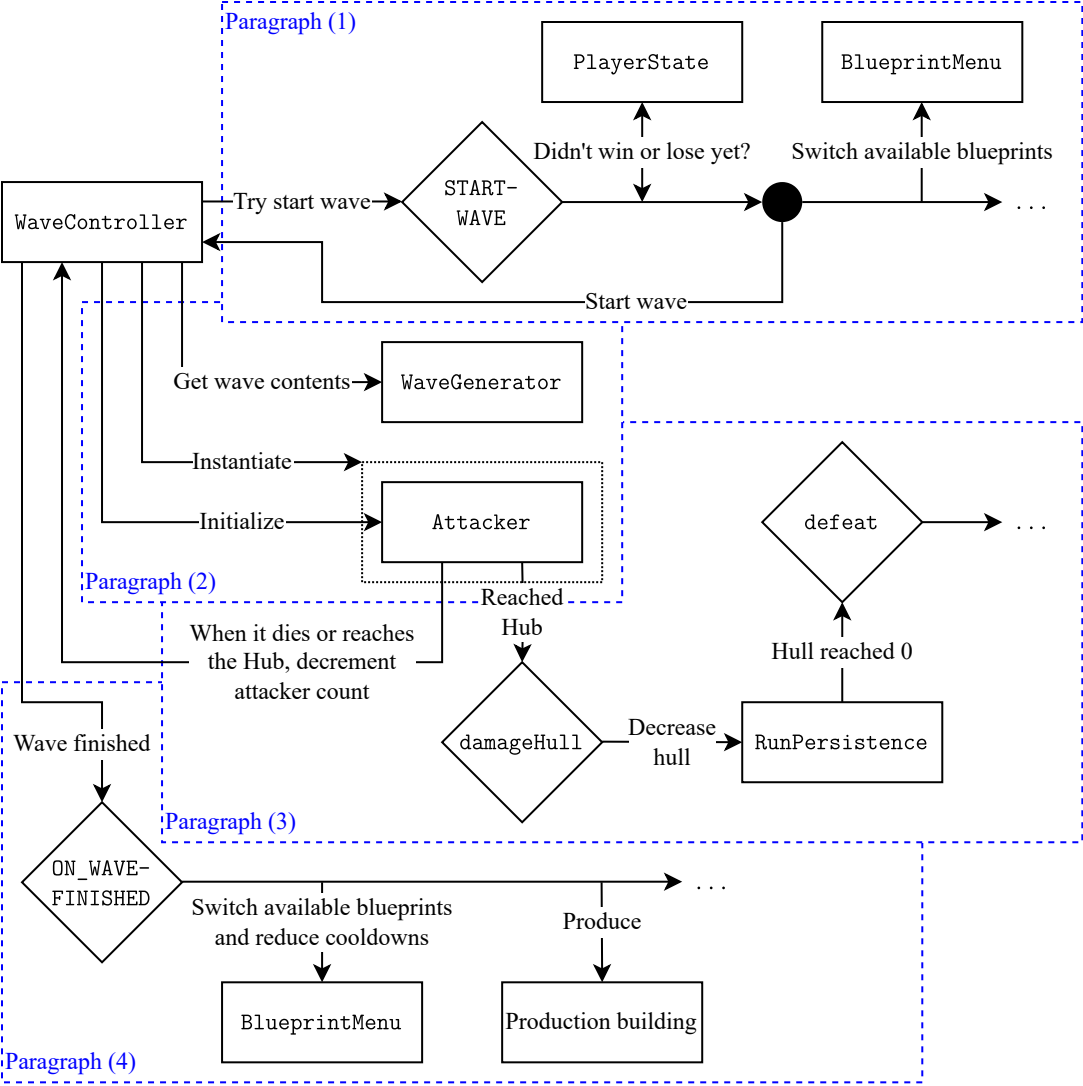 Paragraph (1)
PlayerState
BlueprintMenu
Didn't win or lose yet?
Switch available blueprints
WaveController
Try start wave
START-
WAVE
. . .
Start wave
Get wave contents
WaveGenerator
Instantiate
Initialize
Attacker
Paragraph (2)
defeat
. . .
Reached
Hub
When it dies or reaches
the Hub, decrement
attacker count
Hull reached 0
damageHull
Decrease
hull
RunPersistence
Paragraph (3)
Wave finished
ON_WAVE-
FINISHED
. . .
Switch available blueprints
and reduce cooldowns
Produce
BlueprintMenu
Production building
Paragraph (4)